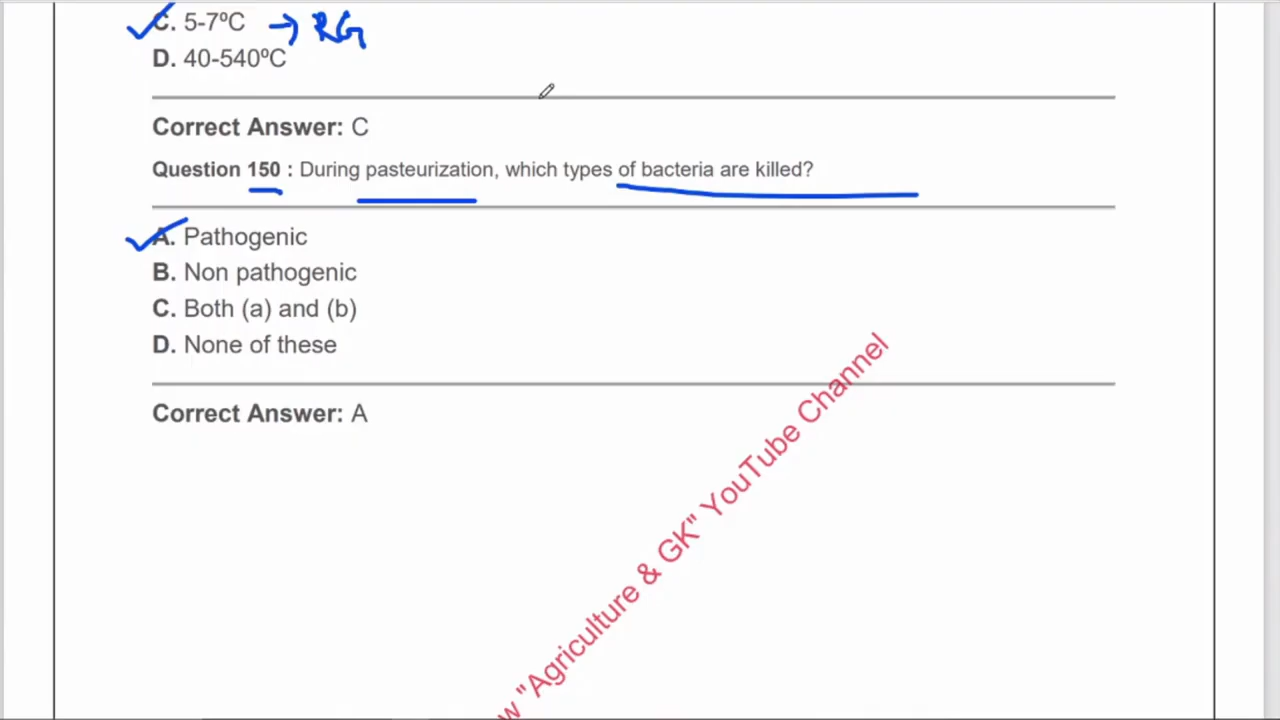 C. 5-7ºC → RG
D. 40-540ºC
Correct Answer: C
Question 150 : During pasteurization, which types of bacteria are killed?
A. Pathogenic
B. Non pathogenic
C. Both (a) and (b)
D. None of these
Correct Answer: A
"Agriculture & GK" YouTube Channel